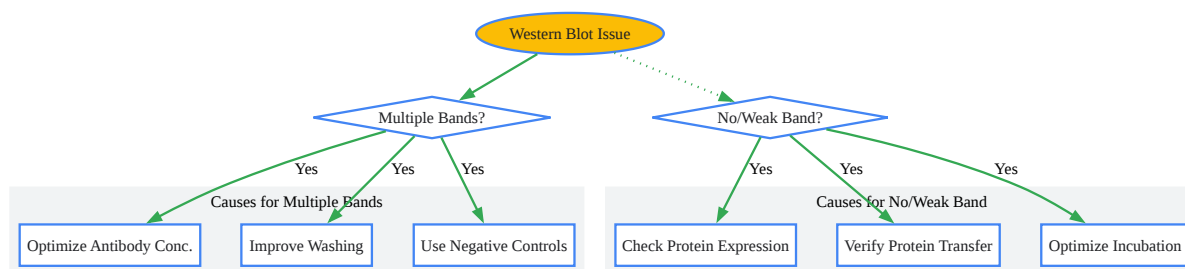 Western Blot Issue
Multiple Bands?
No/Weak Band?
Yes
Yes
Yes
Yes
Yes
Yes
Causes for Multiple Bands
Causes for No/Weak Band
Optimize Antibody Conc.
Improve Washing
Use Negative Controls
Check Protein Expression
Verify Protein Transfer
Optimize Incubation